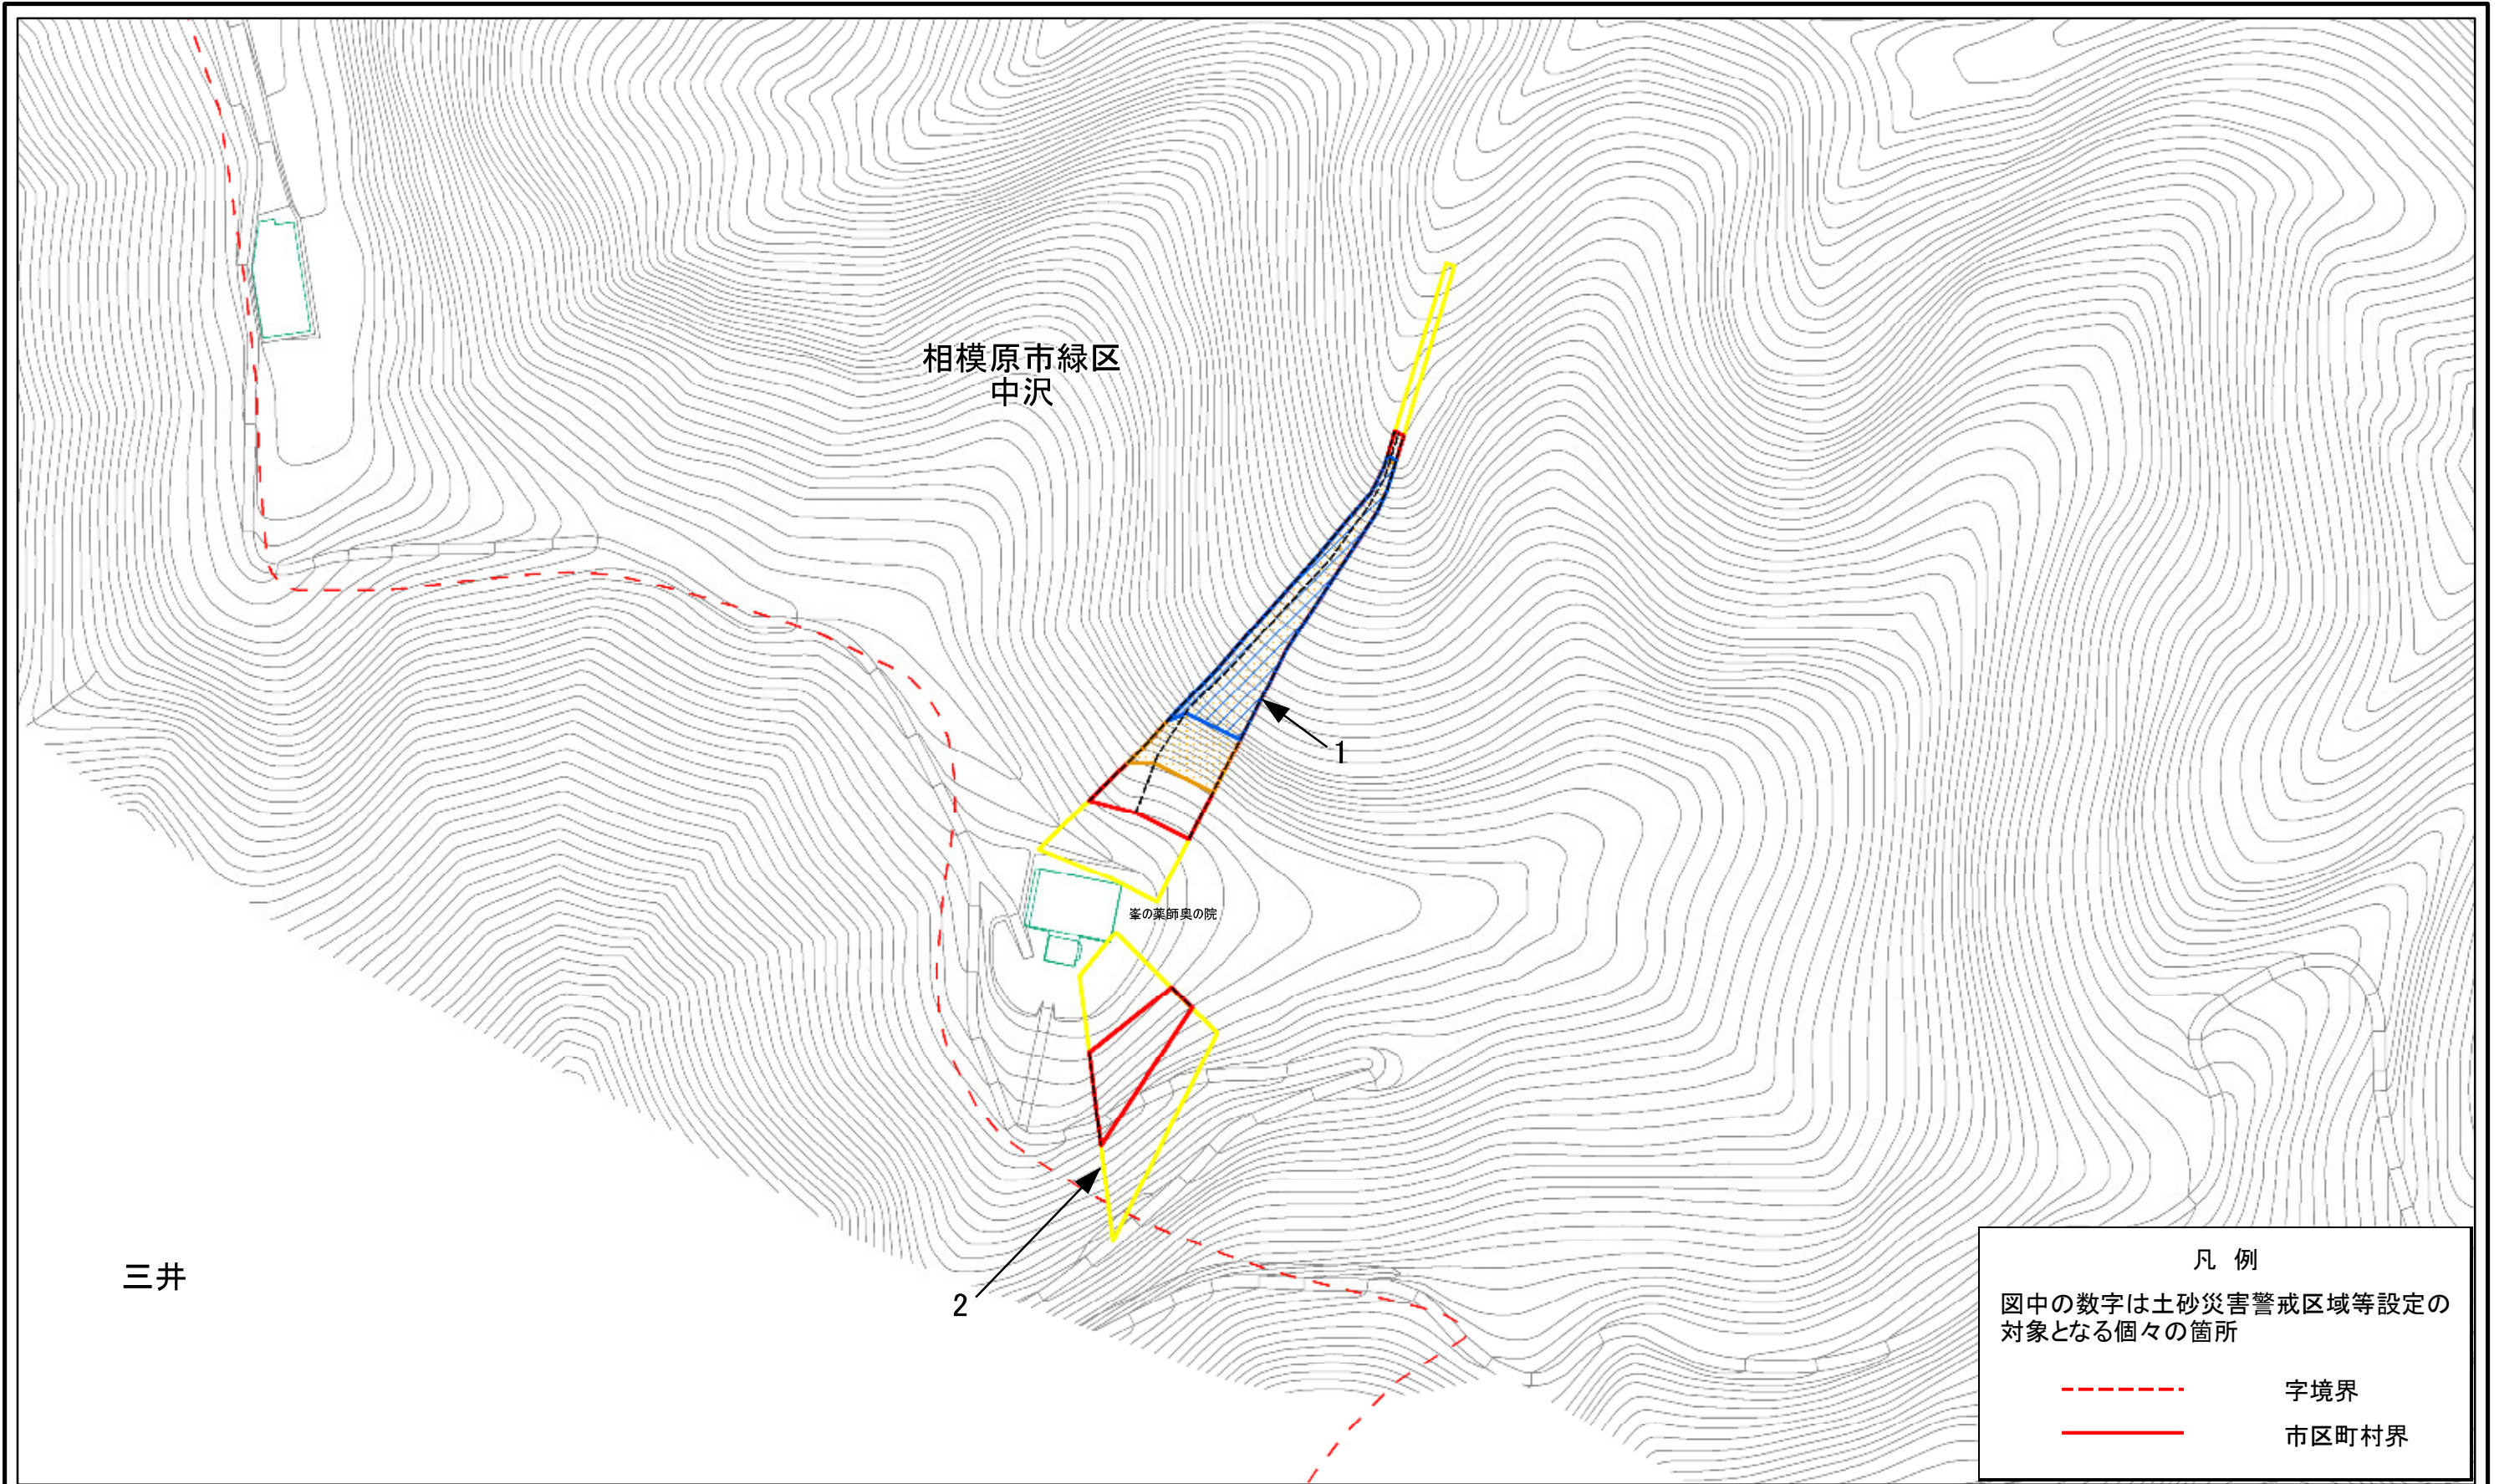 相模原市緑区
中沢
1
峯の薬師奥の院
三井
2
凡 例
図中の数字は土砂災害警戒区域等設定の
対象となる個々の箇所
字境界
市区町村界